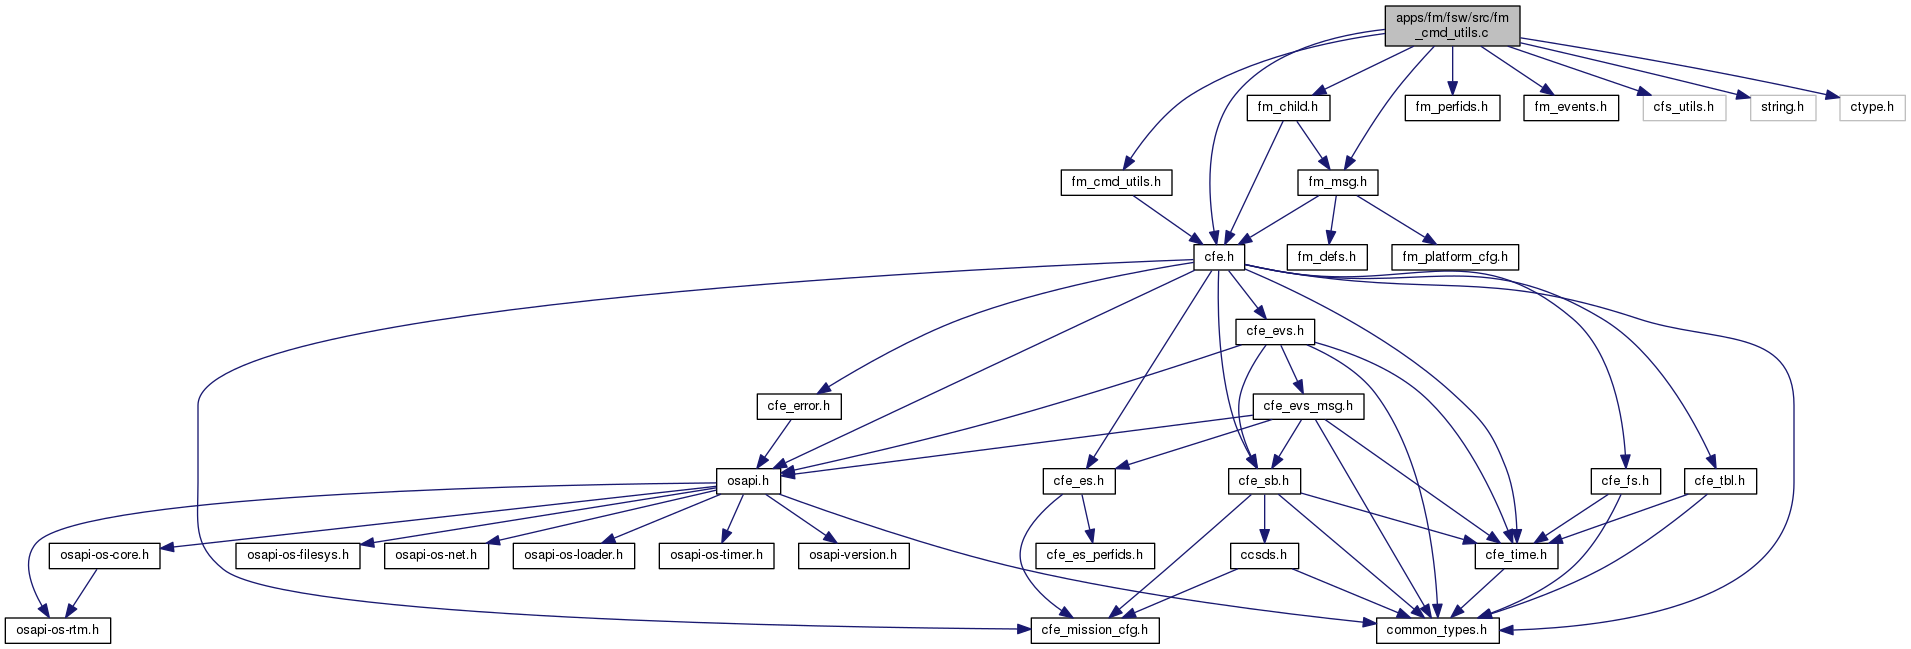 apps/fm/fsw/src/fm
_cmd_utils.c
fm_child.h
fm_perfids.h
fm_events.h
cfs_utils.h
string.h
ctype.h
fm_cmd_utils.h
fm_msg.h
cfe.h
fm_defs.h
fm_platform_cfg.h
cfe_evs.h
cfe_error.h
cfe_evs_msg.h
osapi.h
cfe_es.h
cfe_sb.h
cfe_fs.h
cfe_tbl.h
osapi-os-core.h
osapi-os-filesys.h
osapi-os-net.h
osapi-os-loader.h
osapi-os-timer.h
osapi-version.h
cfe_es_perfids.h
ccsds.h
cfe_time.h
osapi-os-rtm.h
cfe_mission_cfg.h
common_types.h